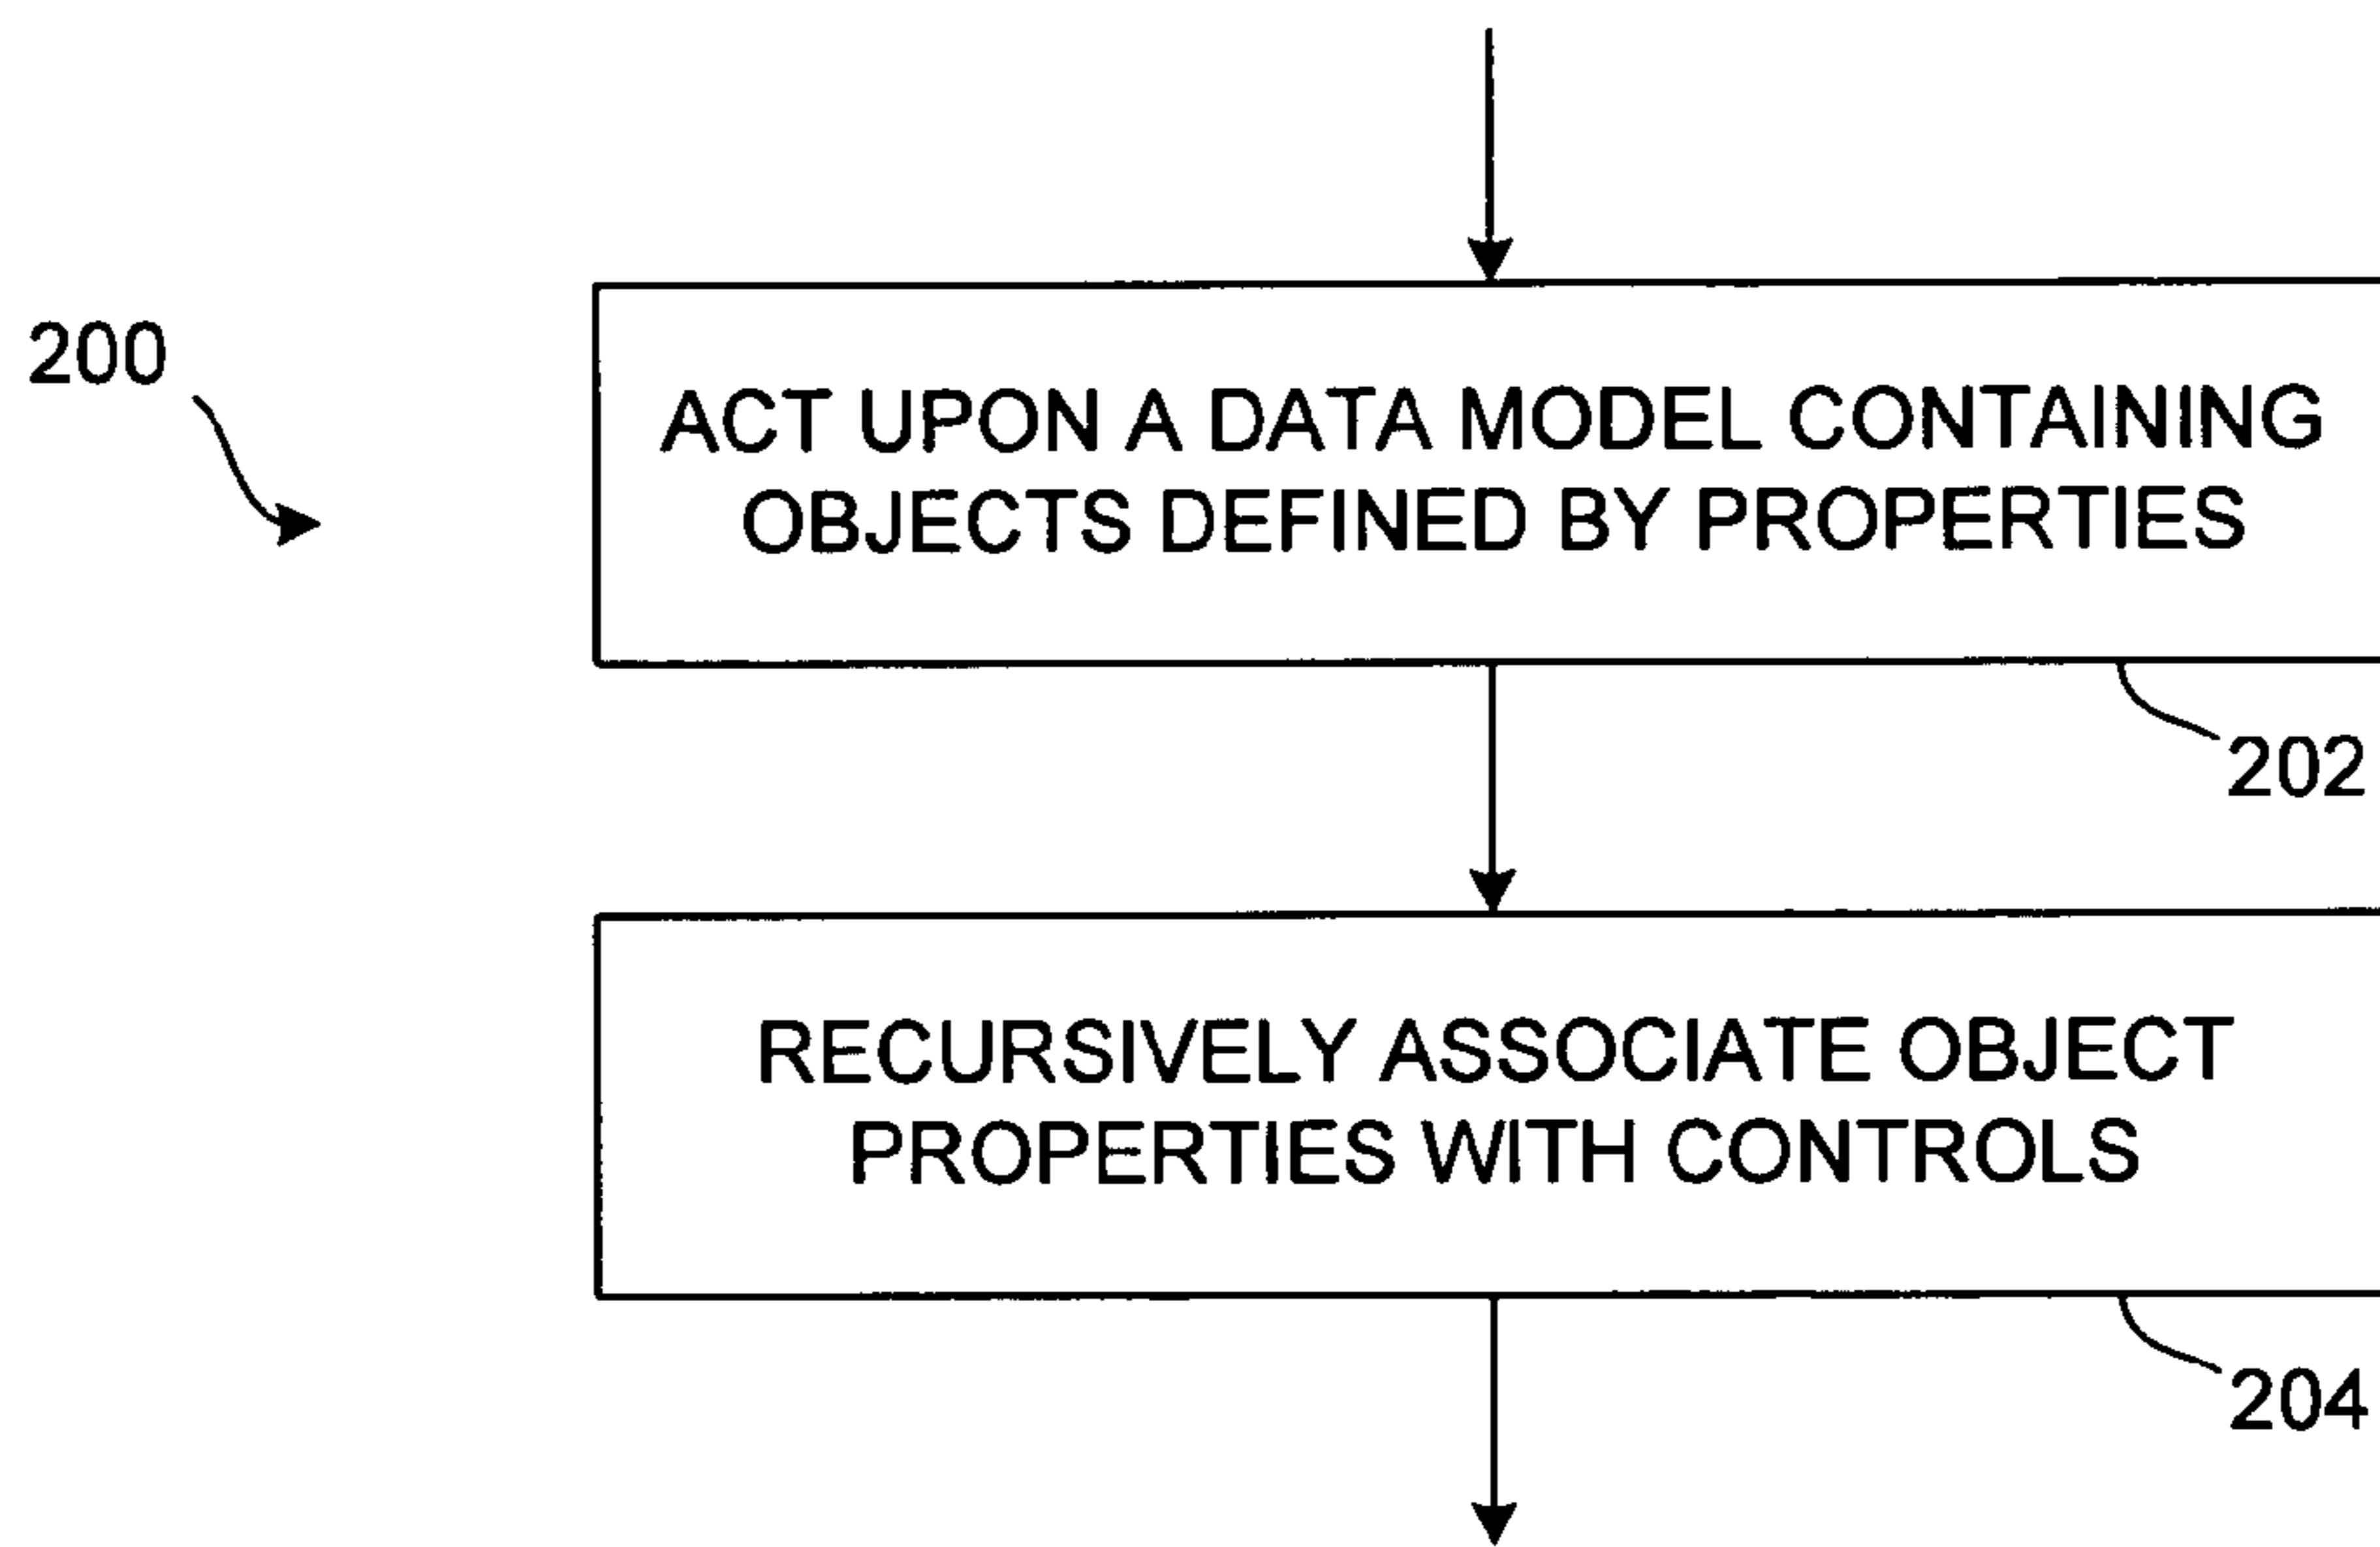 200
ACT UPON A DATA MODEL CONTAINING
OBJECTS DEFINED BY PROPERTIES
202
RECURSIVELY ASSOCIATE OBJECT
PROPERTIES WITH CONTROLS
204